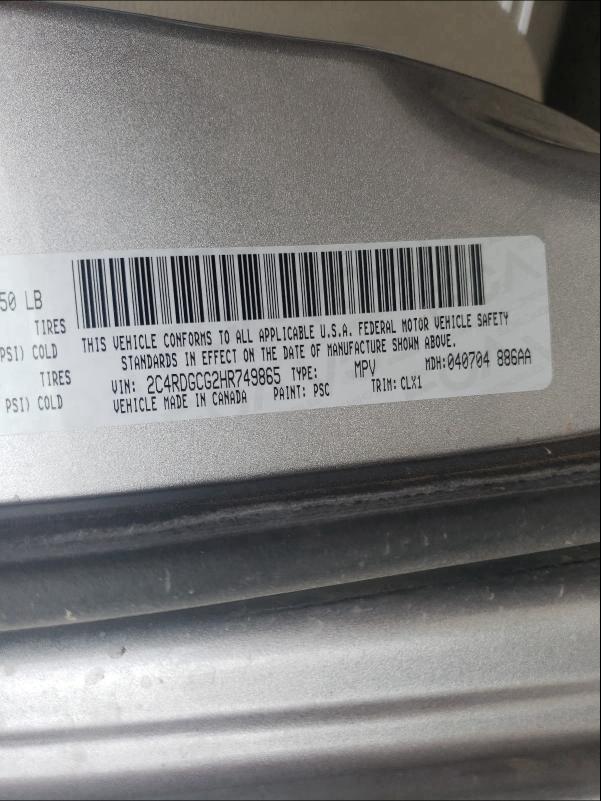 50 LB
TIRES
PSI) COLD
PSI) COLD
THIS VEHICLE CONFORMS TO ALL APPLICABLE U.S.A. FEDERAL MOTOR VEHICLE SAFETY
STANDARDS IN EFFECT ON THE DATE OF MANUFACTURE SHOWN ABOVE.
VIN: 2C4RDGCG2HR749865 TYPE: MPV MDH:040704 886AA
VEHICLE MADE IN CANADA PAINT: PSC TRIM: CLX1